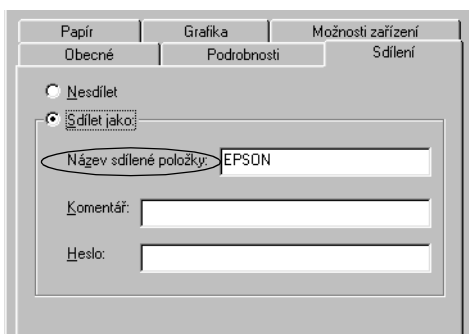 Papír Grafika Možnosti zařízení
Obecné Podrobnosti Sdílení
Nesdílet
Sdílet jako:
Název sdílené položky: EPSON
Komentář:
Heslo: